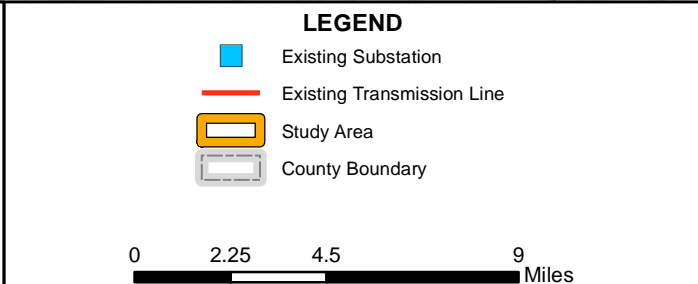 LEGEND
Existing Substation
Existing Transmission Line
Study Area
County Boundary
0 2.25 4.5 9
Miles